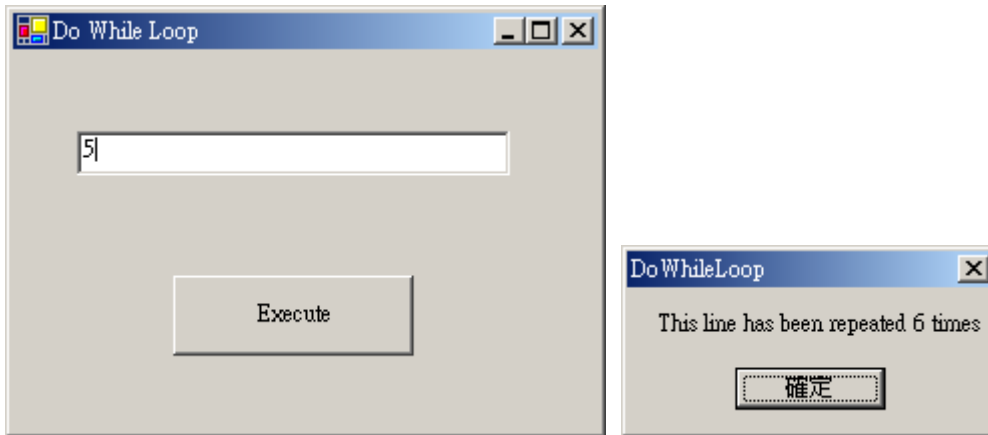 Do While Loop
5
Execute
DoWhileLoop
This line has been repeated 6 times
確定